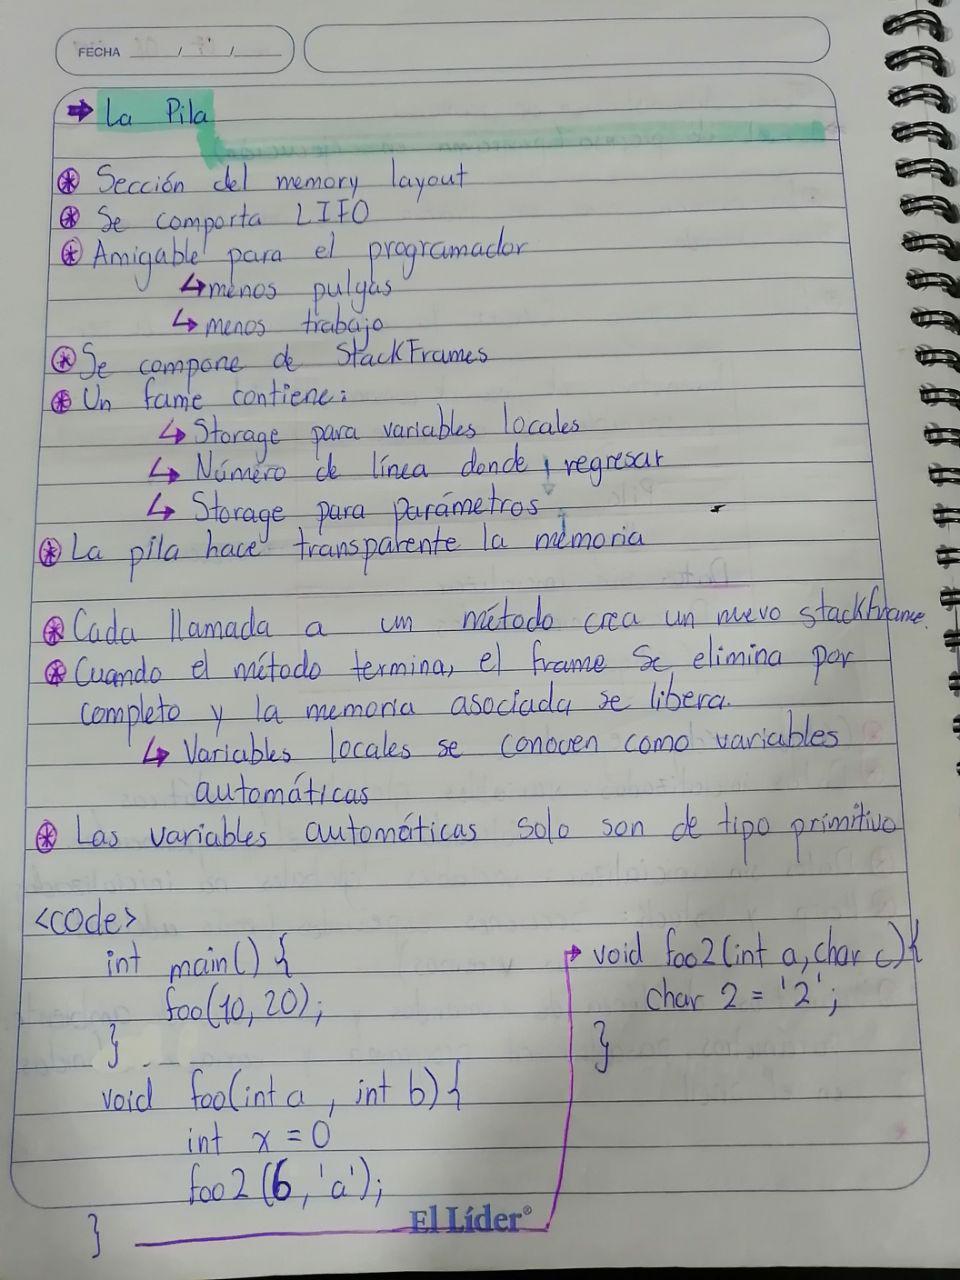 FECHA / /
→ La Pila
Sección del memory layout
Se comporta LIFO
Amigable para el programador
↳ menos pulgas
↳ menos trabajo
Se compone de StackFrames
Un fame contiene:
↳ Storage para variables locales
↳ Número de línea donde regresar
↳ Storage para parámetros
La pila hace transparente la memoria
Cada llamada a un método crea un nuevo stackframe.
Cuando el método termina, el frame se elimina por
completo y la memoria asociada se libera.
↳ Variables locales se conocen como variables
automáticas
Las variables automáticas solo son de tipo primitivo
<code>
int main() {
foo(10, 20);
}
void foo(int a, int b) {
int x = 0
foo2 (6, 'a');
}
void foo2(int a, char c){
char 2 = '2';
}
El Líder®